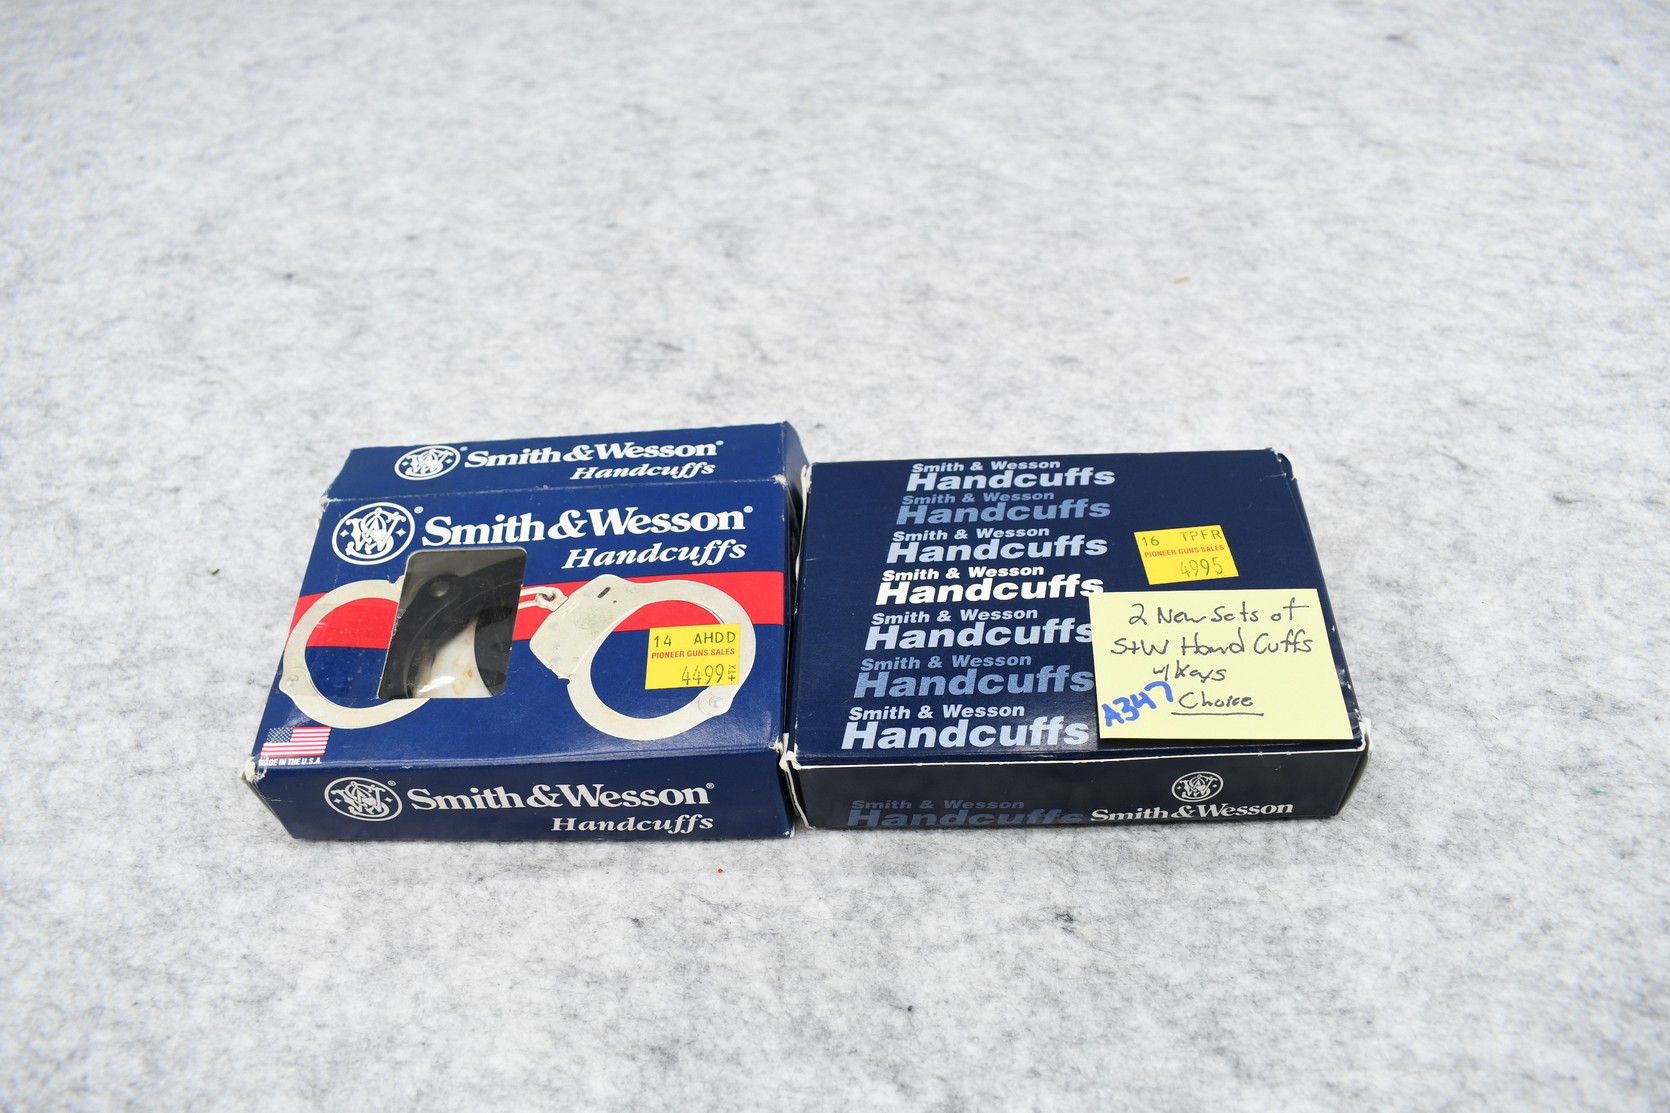 Smith & Wesson®
Handcuffs
Smith & Wesson®
Handcuffs
14 AHDD
PIONEER GUNS SALES
4499 +TX
MADE IN THE U.S.A.
Smith & Wesson®
Handcuffs
Smith & Wesson
Handcuffs
Smith & Wesson
Handcuffs
Smith & Wesson
Handcuffs
Smith & Wesson
Handcuffs
Smith & Wesson
Handcuffs
Smith & Wesson
Handcuffs
Smith & Wesson
Handcuffs
16 TPFR
PIONEER GUNS SALES
4995
2 New Sets of
S+W Hand Cuffs
w/ Keys
A347 Choice
Smith & Wesson
Handcuffs
Smith & Wesson